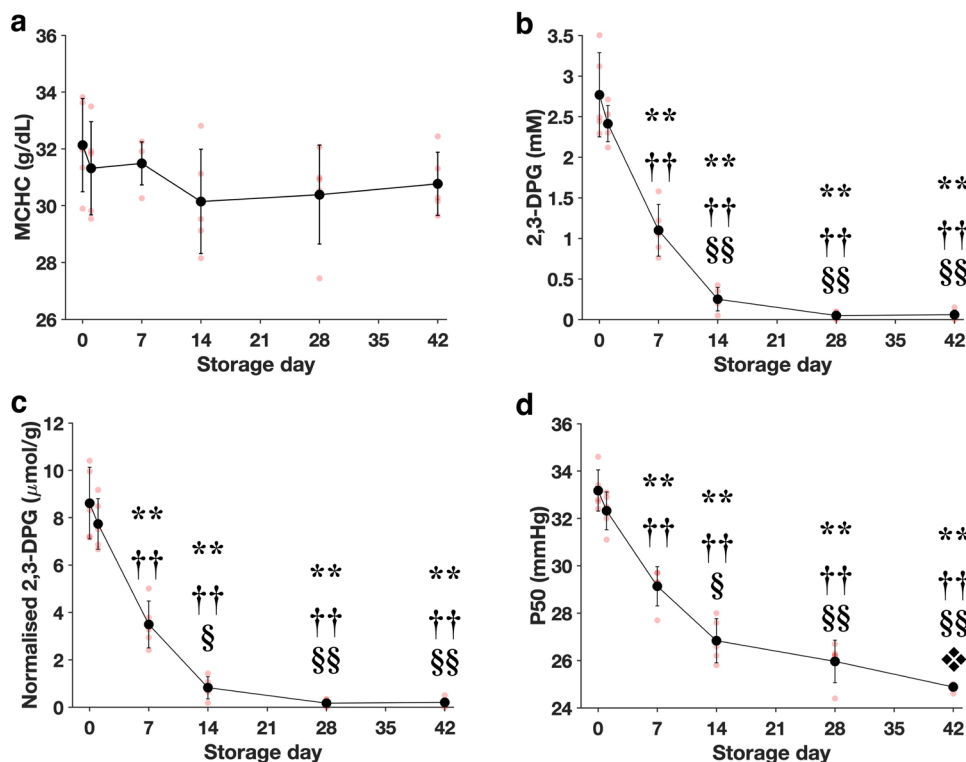 a
36
34
32
30
28
26
MCHC (g/dL)
0 7 14 21 28 35 42
Storage day
b
3.5
3
2.5
2
1.5
1
0.5
0
2,3-DPG (mM)
** ** ** **
†† †† †† ††
§§ §§ §§
0 7 14 21 28 35 42
Storage day
c
12
10
8
6
4
2
0
Normalised 2,3-DPG (μmol/g)
** ** ** **
†† †† †† ††
§ §§ §§
0 7 14 21 28 35 42
Storage day
d
36
34
32
30
28
26
24
P50 (mmHg)
** ** ** **
†† †† †† ††
§ §§ §§
❖
0 7 14 21 28 35 42
Storage day